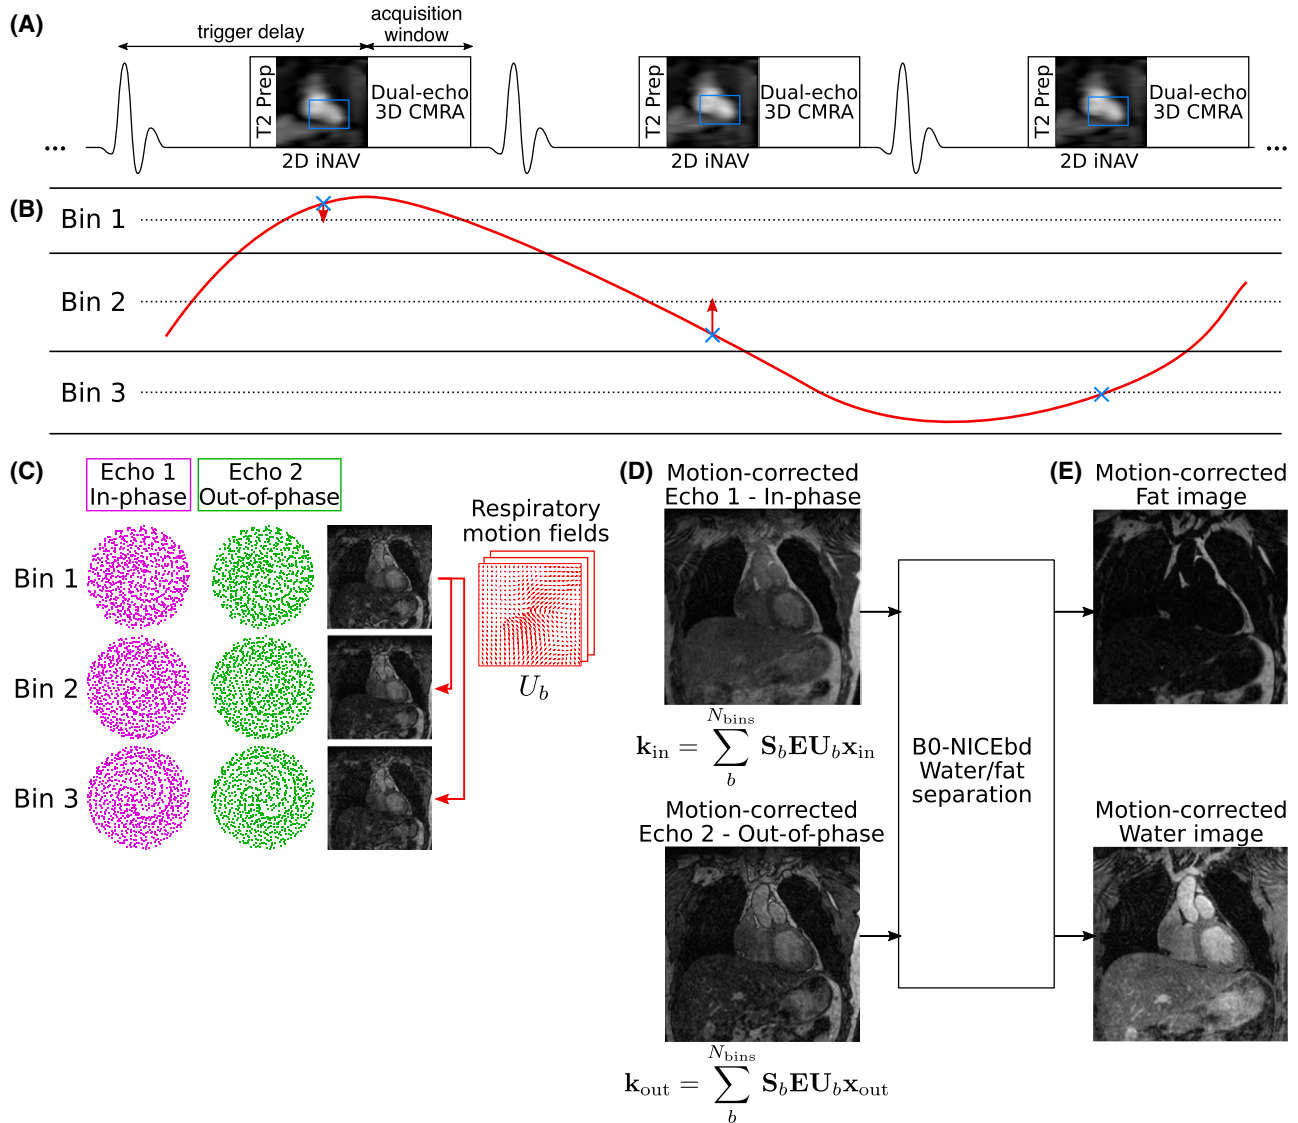 (A)
trigger delay
acquisition
window
T2 Prep
Dual-echo
3D CMRA
T2 Prep
Dual-echo
3D CMRA
T2 Prep
Dual-echo
3D CMRA
...
2D iNAV
2D iNAV
2D iNAV
...
(B)
Bin 1
Bin 2
Bin 3
(C)
Echo 1
In-phase
Echo 2
Out-of-phase
Bin 1
Bin 2
Bin 3
Respiratory
motion fields
U_b
(D)
Motion-corrected
Echo 1 - In-phase
k_in = ∑_b^{N_bins} S_b E U_b x_in
Motion-corrected
Echo 2 - Out-of-phase
k_out = ∑_b^{N_bins} S_b E U_b x_out
B0-NICEbd
Water/fat
separation
(E)
Motion-corrected
Fat image
Motion-corrected
Water image